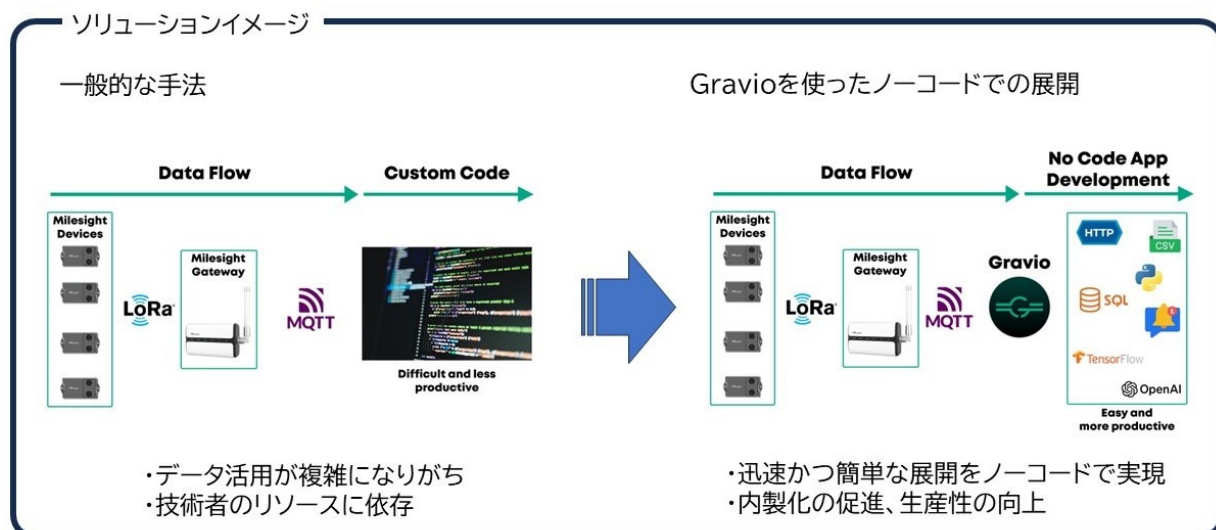 ソリューションイメージ
一般的な手法
Data Flow
Custom Code
Milesight
Devices
Milesight
Gateway
LoRa
MQTT
Difficult and less
productive
・データ活用が複雑になりがち
・技術者のリソースに依存
Gravioを使ったノーコードでの展開
Data Flow
No Code App
Development
Milesight
Devices
Milesight
Gateway
LoRa
MQTT
Gravio
HTTP
CSV
SQL
TensorFlow
OpenAI
Easy and
more productive
・迅速かつ簡単な展開をノーコードで実現
・内製化の促進、生産性の向上